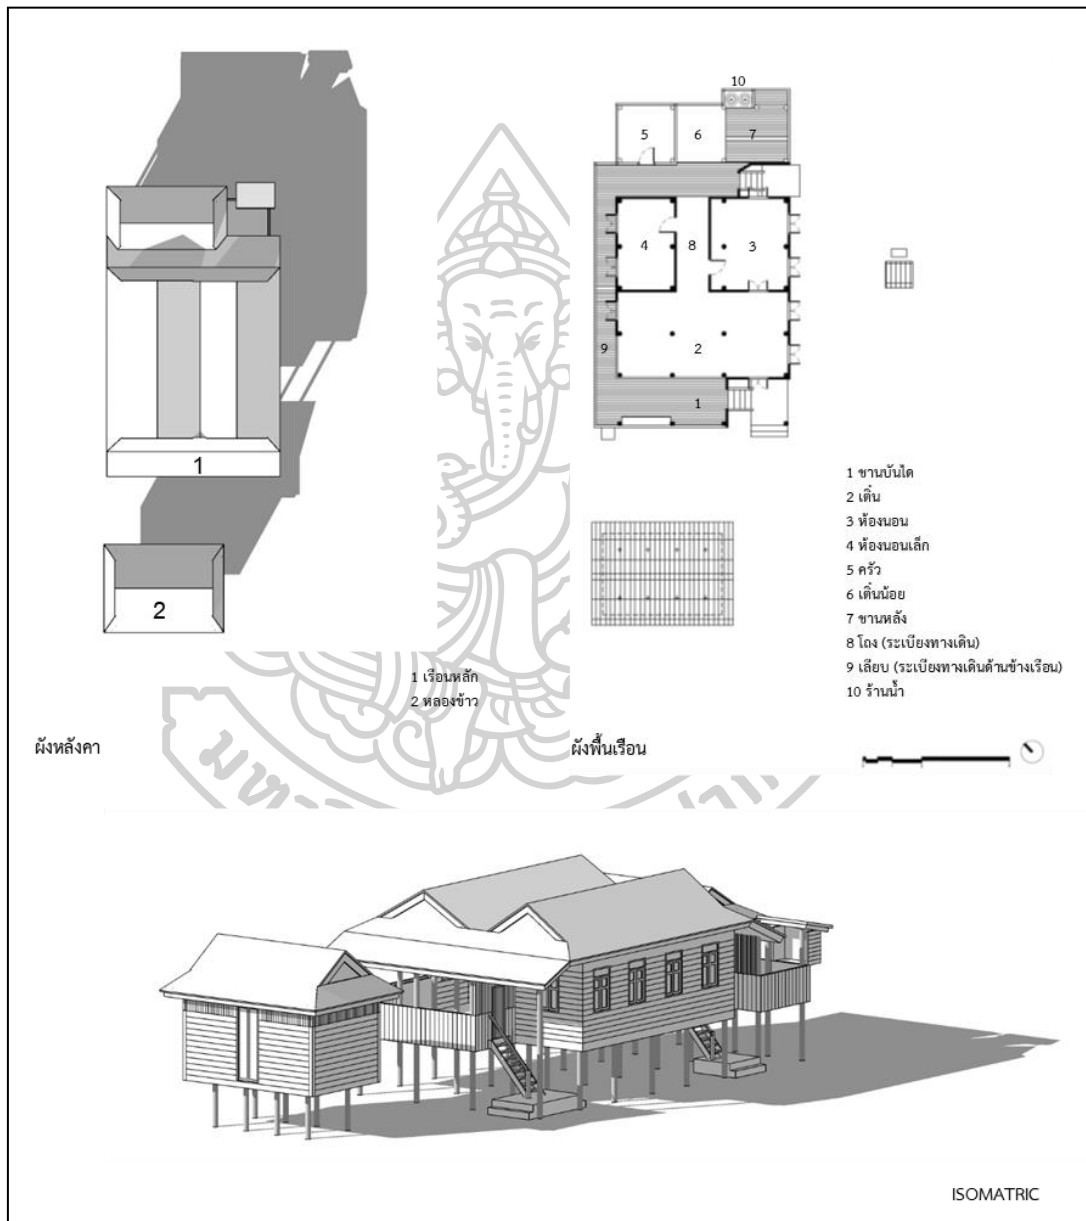 1
2
1 เรือนหลัก
2 หลองข้าว
ผังหลังคา
10
5
6
7
4
8
3
9
2
1
1 ชานบันได
2 เติ๋น
3 ห้องนอน
4 ห้องนอนเล็ก
5 ครัว
6 เติ๋นน้อย
7 ชานหลัง
8 โถง (ระเบียงทางเดิน)
9 เลียบ (ระเบียงทางเดินด้านข้างเรือน)
10 ร้านน้ำ
ผังพื้นเรือน
ISOMATRIC